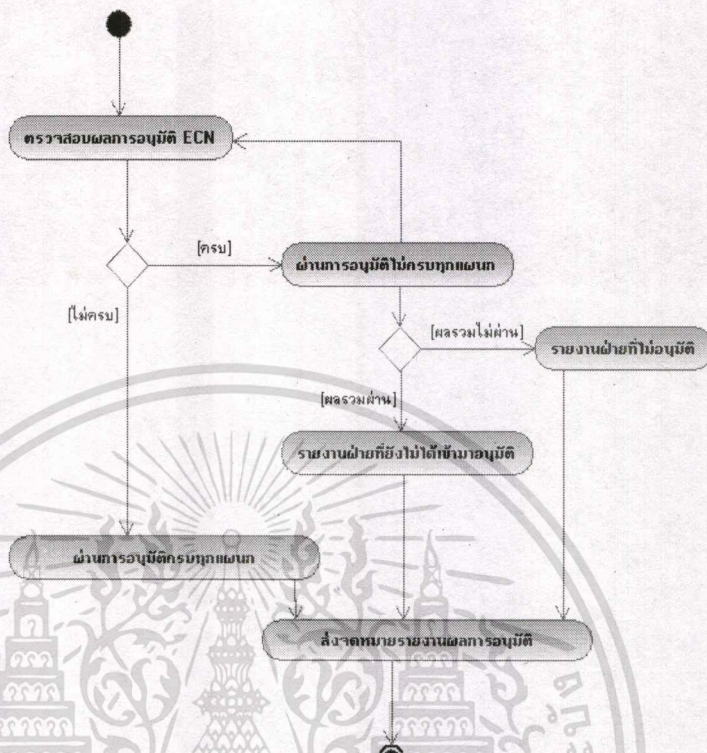 ตรวจสอบผลการอนุมัติ ECN
[ครบ]
ผ่านการอนุมัติไม่ครบทุกแผนก
[ไม่ครบ]
[ผลรวมไม่ผ่าน]
รายงานฝ่ายที่ไม่อนุมัติ
[ผลรวมผ่าน]
รายงานฝ่ายที่ยังไม่ได้เข้ามาอนุมัติ
ผ่านการอนุมัติครบทุกแผนก
ส่งจดหมายรายงานผลการอนุมัติ